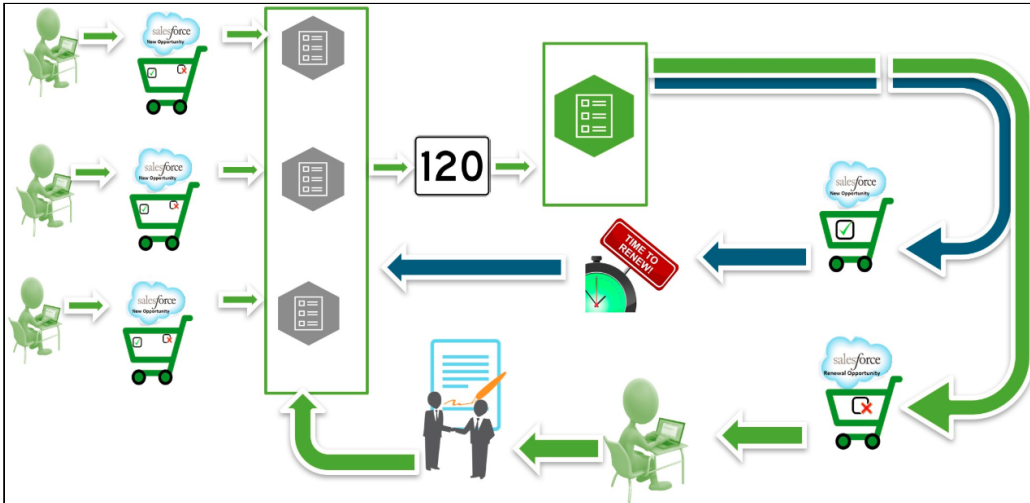 salesforce
New Opportunity
salesforce
New Opportunity
salesforce
New Opportunity
120
TIME TO
RENEW!
salesforce
New Opportunity
salesforce
Renewal Opportunity